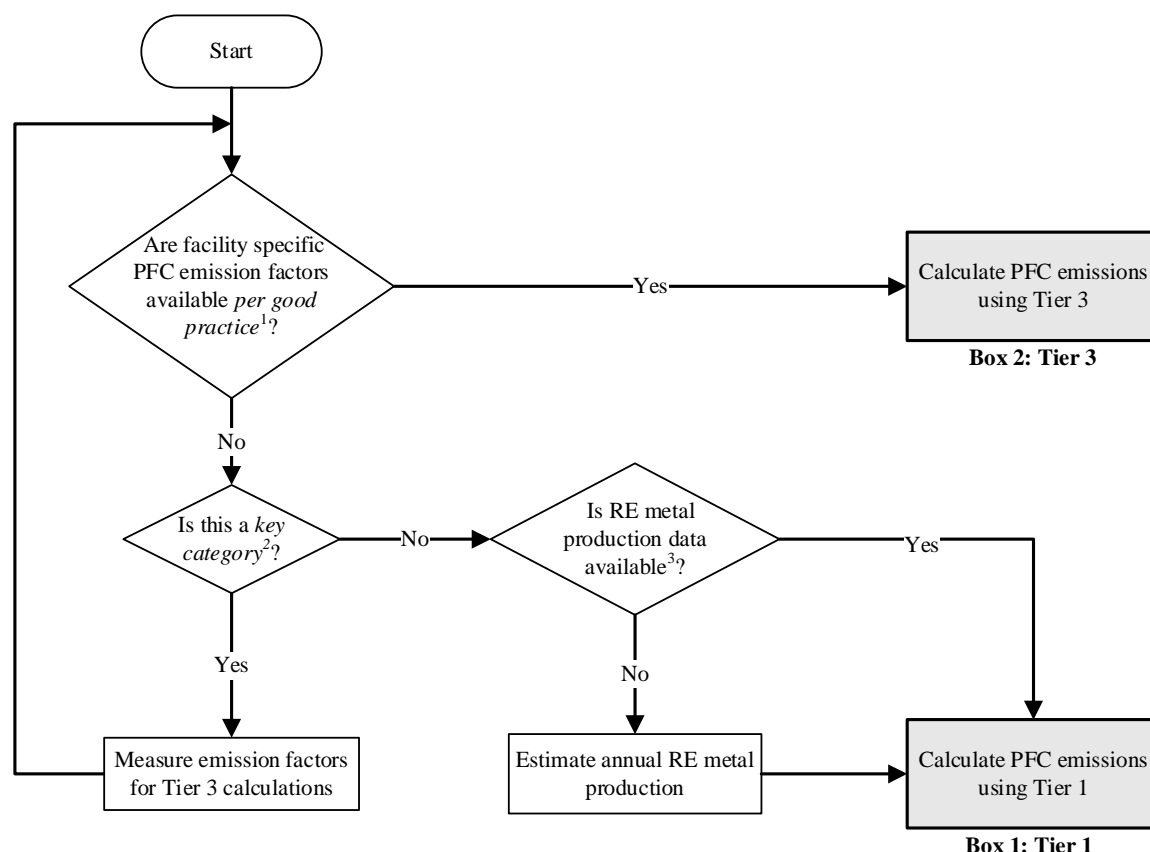 Start
Are facility specific
PFC emission factors
available per good
practice¹?
Yes
Calculate PFC emissions
using Tier 3
Box 2: Tier 3
No
Is this a key
category²?
No
Is RE metal
production data
available³?
Yes
Yes
No
Measure emission factors
for Tier 3 calculations
Estimate annual RE metal
production
Calculate PFC emissions
using Tier 1
Box 1: Tier 1